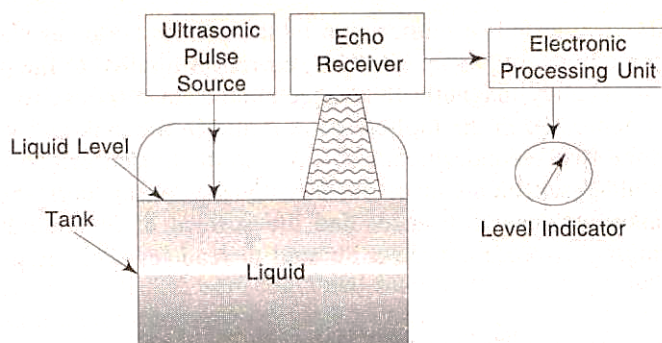 Ultrasonic
Pulse
Source
Echo
Receiver
Electronic
Processing Unit
Liquid Level
Tank
Liquid
Level Indicator